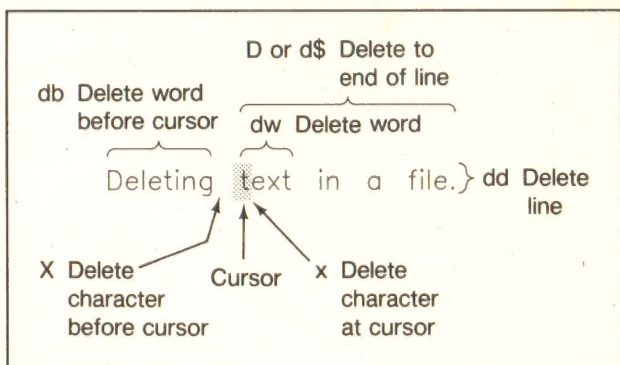 D or d$ Delete to
end of line
db Delete word
before cursor
dw Delete word
Deleting text in a file.
dd Delete
line
X Delete
character
before cursor
Cursor
x Delete
character
at cursor